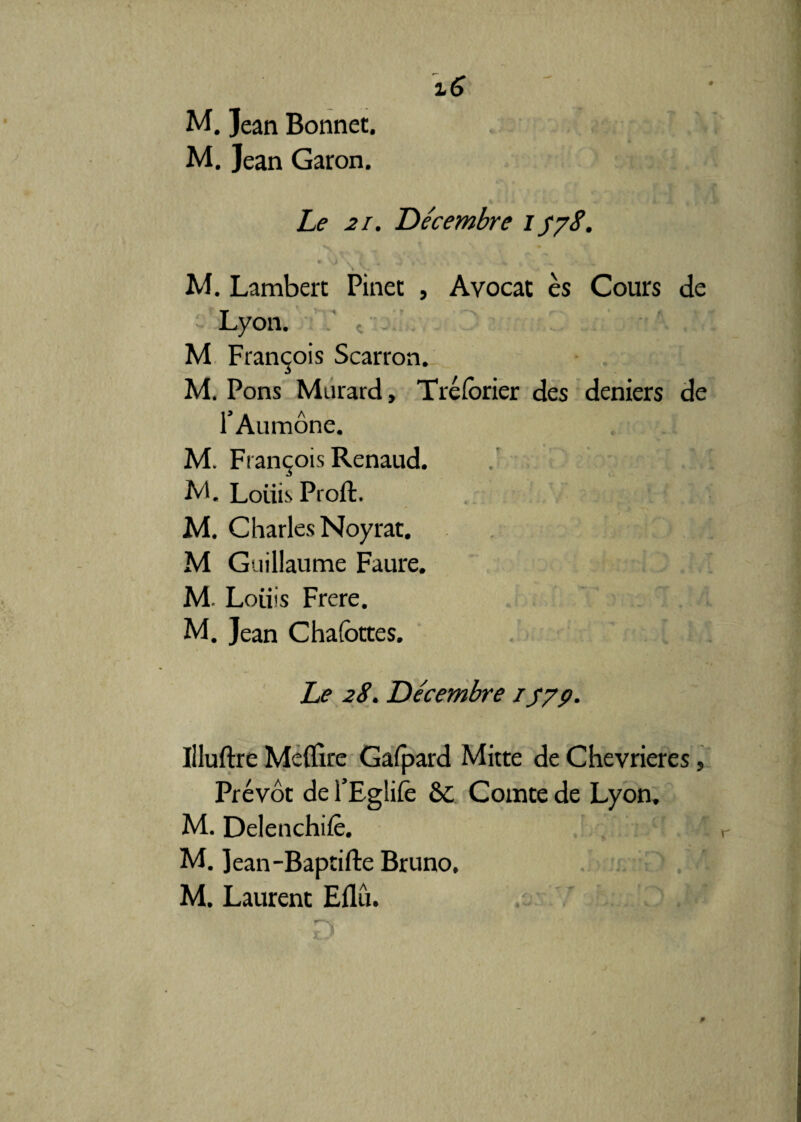 26
M. Jean Bonnet.
M. Jean Garon.
Le 21. Décembre 1578.
M. Lambert Pinet , Avocat ès Cours de
Lyon.
M François Scarron.
M. Pons Murard, Tréſorier des deniers de
l'Aumône.
M. François Renaud.
M. Loüis Proſt.
M. Charles Noyrat.
M Guillaume Faure.
M. Loüis Frere.
M. Jean Chaſottes.
Le 28. Décembre 1579.
Illuſtre Meſſire Gaſpard Mitte de Chevrieres,
Prévôt de l'Egliſe & Comte de Lyon.
M. Delenchiſe.
M. Jean-Baptiſte Bruno.
M. Laurent Eſlû.